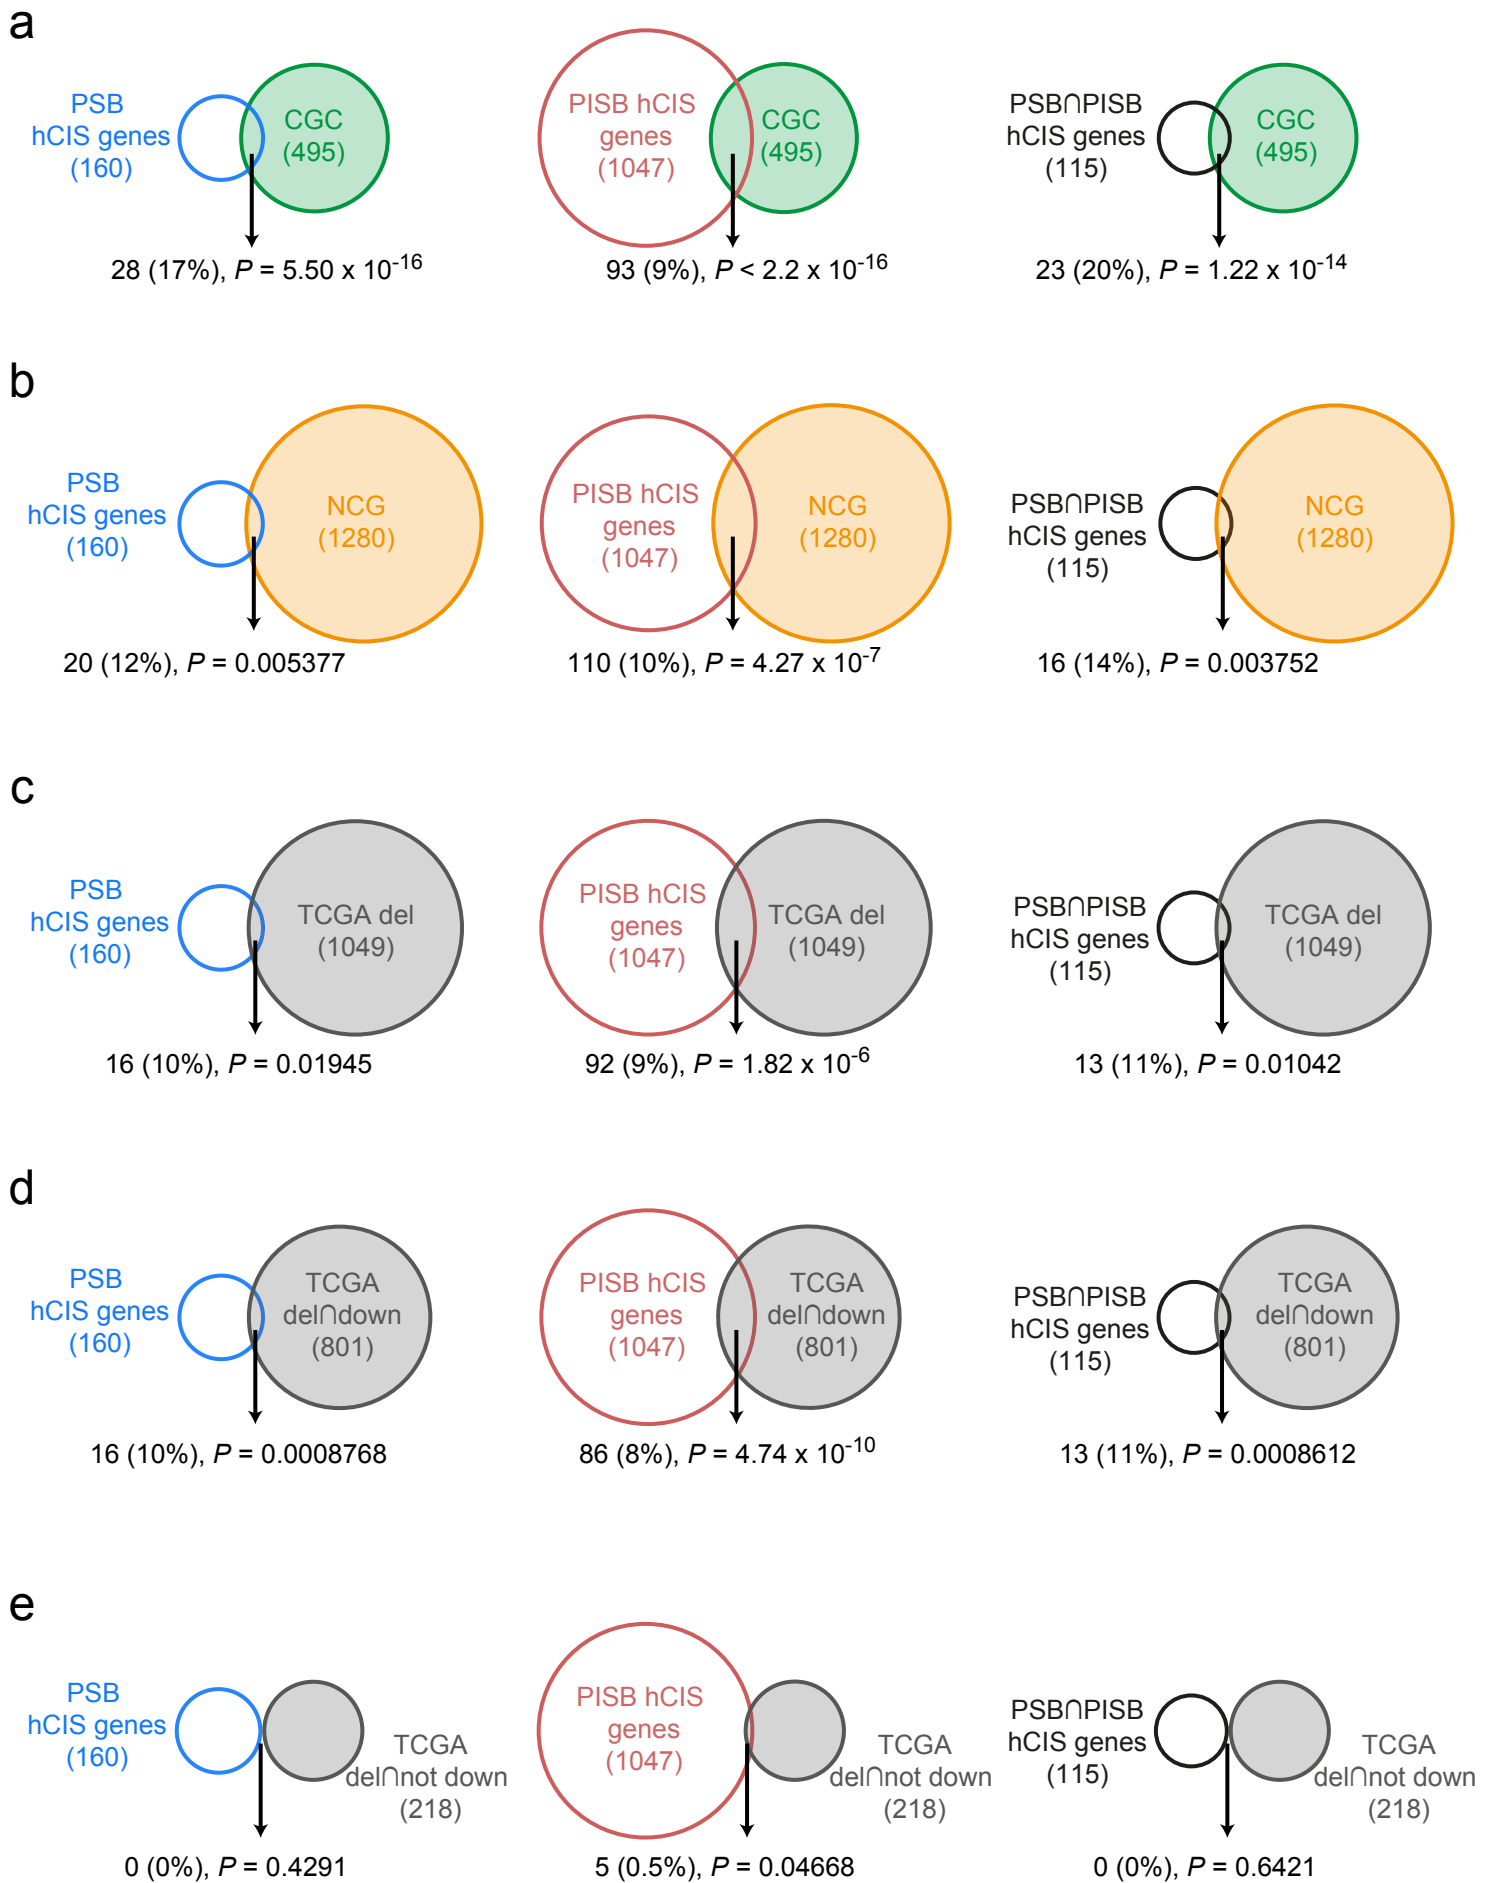 a
PSB
hCIS genes
(160)
CGC
(495)
28 (17%), P = 5.50 x 10-16
PISB hCIS
genes
(1047)
CGC
(495)
93 (9%), P < 2.2 x 10-16
PSB∩PISB
hCIS genes
(115)
CGC
(495)
23 (20%), P = 1.22 x 10-14
b
PSB
hCIS genes
(160)
NCG
(1280)
20 (12%), P = 0.005377
PISB hCIS
genes
(1047)
NCG
(1280)
110 (10%), P = 4.27 x 10-7
PSB∩PISB
hCIS genes
(115)
NCG
(1280)
16 (14%), P = 0.003752
c
PSB
hCIS genes
(160)
TCGA del
(1049)
16 (10%), P = 0.01945
PISB hCIS
genes
(1047)
TCGA del
(1049)
92 (9%), P = 1.82 x 10-6
PSB∩PISB
hCIS genes
(115)
TCGA del
(1049)
13 (11%), P = 0.01042
d
PSB
hCIS genes
(160)
TCGA
del∩down
(801)
16 (10%), P = 0.0008768
PISB hCIS
genes
(1047)
TCGA
del∩down
(801)
86 (8%), P = 4.74 x 10-10
PSB∩PISB
hCIS genes
(115)
TCGA
del∩down
(801)
13 (11%), P = 0.0008612
e
PSB
hCIS genes
(160)
TCGA
del∩not down
(218)
0 (0%), P = 0.4291
PISB hCIS
genes
(1047)
TCGA
del∩not down
(218)
5 (0.5%), P = 0.04668
PSB∩PISB
hCIS genes
(115)
TCGA
del∩not down
(218)
0 (0%), P = 0.6421